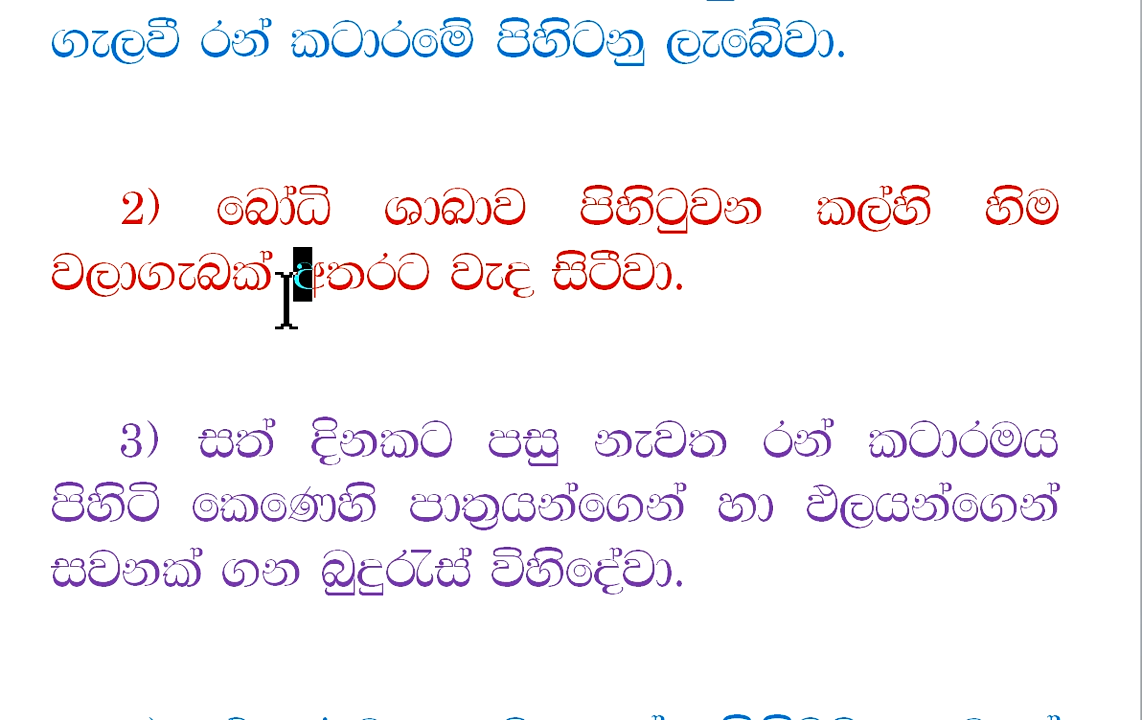 ගැලවී රන් කටාරමේ පිහිටනු ලැබේවා.
2) බෝධි ශාඛාව පිහිටුවන කල්හි හිම
වලාගැබක් අතරට වැද සිටීවා.
3) සත් දිනකට පසු නැවත රන් කටාරමය
පිහිටි කෙණෙහි පාත්‍රයන්ගෙන් හා ඵලයන්ගෙන්
සවනක් ගන බුදුරැස් විහිදේවා.